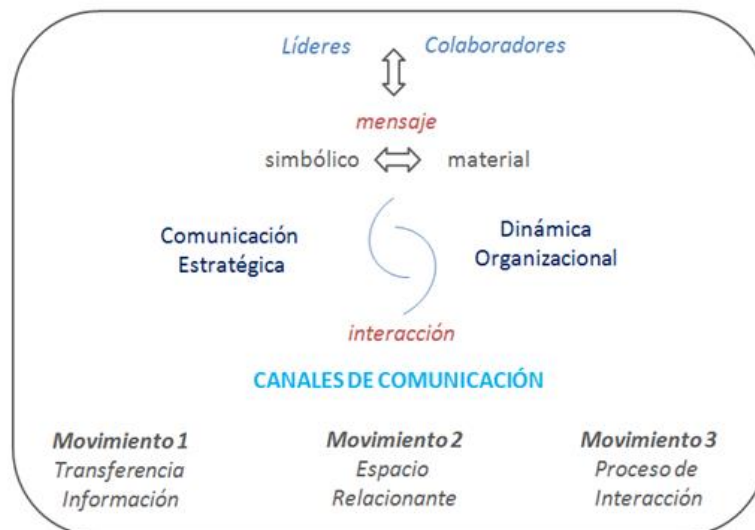 Líderes Colaboradores
mensaje
simbólico material
Comunicación Estratégica
Dinámica Organizacional
interacción
CANALES DE COMUNICACIÓN
Movimiento 1
Transferencia
Información
Movimiento 2
Espacio
Relacionante
Movimiento 3
Proceso de
Interacción